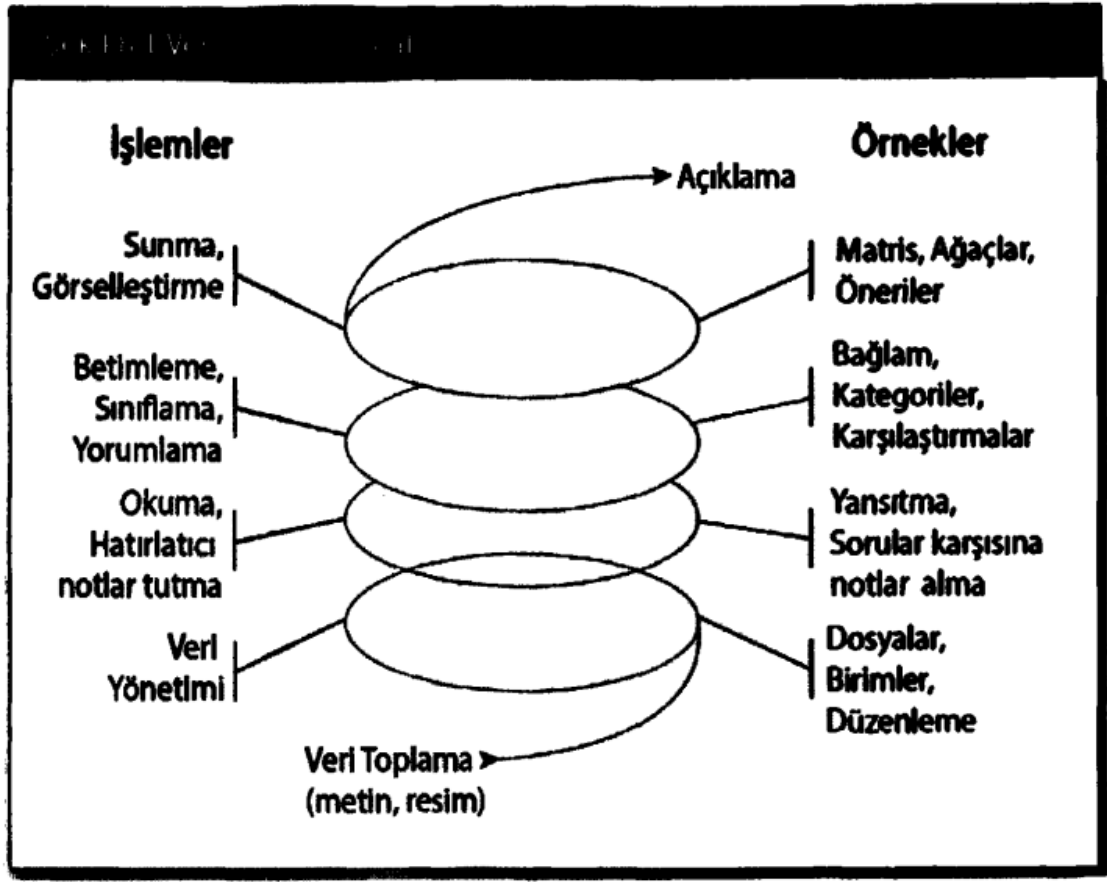 İşlemler
Örnekler
Açıklama
Sunma,
Görselleştirme
Matris, Ağaçlar,
Öneriler
Betimleme,
Sınıflama,
Yorumlama
Bağlam,
Kategoriler,
Karşılaştırmalar
Okuma,
Hatırlatıcı
notlar tutma
Yansıtma,
Sorular karşısına
notlar alma
Veri
Yönetimi
Dosyalar,
Birimler,
Düzenleme
Veri Toplama
(metin, resim)